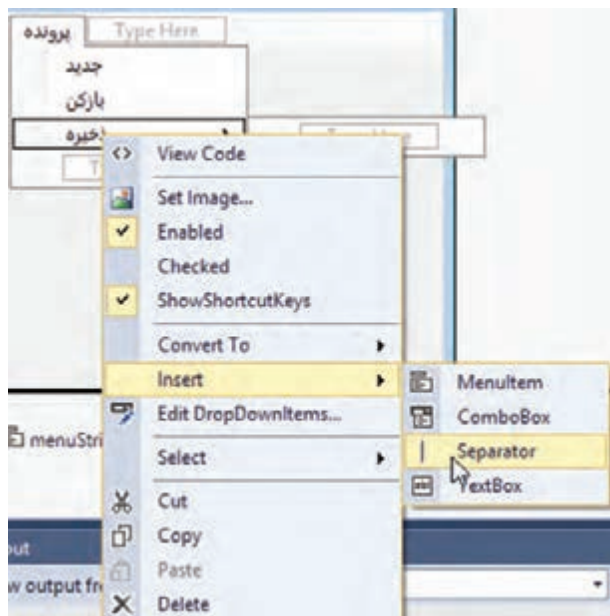 پرونده Type Here
جدید
بازکن
ذخیره
View Code
Set Image...
Enabled
Checked
ShowShortcutKeys
Convert To
Insert
MenuItem
Edit DropDownItems...
ComboBox
menuStri
Select
Separator
TextBox
Cut
Copy
Paste
Delete
put
w output fr